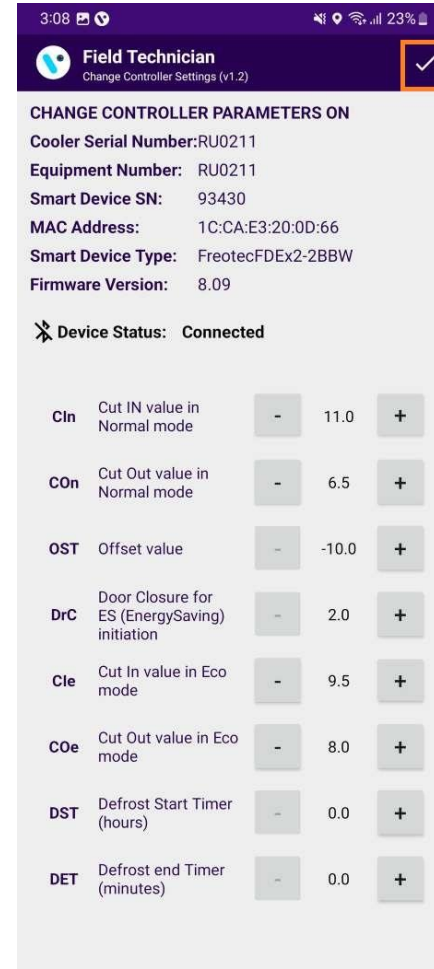 3:08 23%
Field Technician
Change Controller Settings (v1.2)
CHANGE CONTROLLER PARAMETERS ON
Cooler Serial Number:RU0211
Equipment Number: RU0211
Smart Device SN: 93430
MAC Address: 1C:CA:E3:20:0D:66
Smart Device Type: FreotecFDEx2-2BBW
Firmware Version: 8.09
Device Status: Connected
CIn Cut IN value in Normal mode - 11.0 +
COn Cut Out value in Normal mode - 6.5 +
OST Offset value - -10.0 +
DrC Door Closure for ES (EnergySaving) initiation - 2.0 +
CIe Cut In value in Eco mode - 9.5 +
COe Cut Out value in Eco mode - 8.0 +
DST Defrost Start Timer (hours) - 0.0 +
DET Defrost end Timer (minutes) - 0.0 +